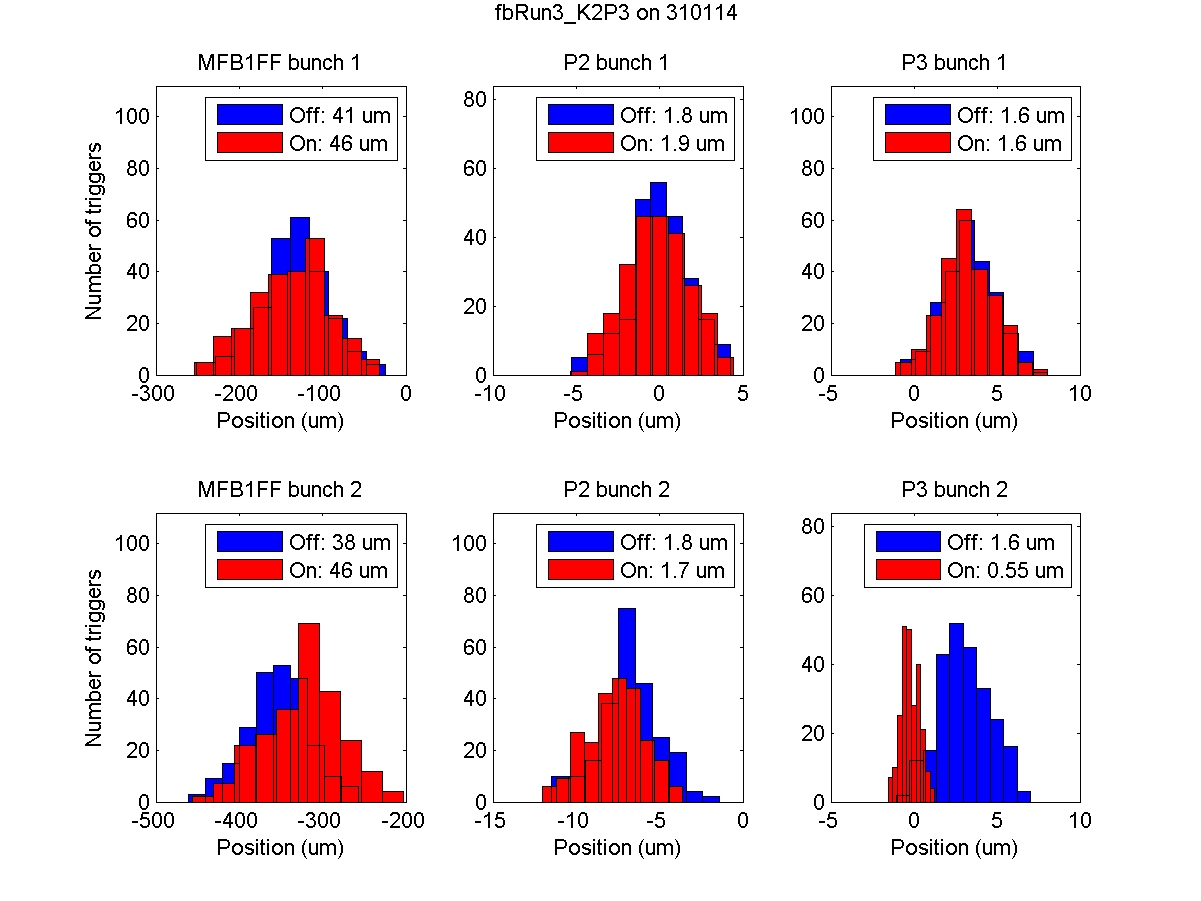 fbRun3_K2P3 on 310114
MFB1FF bunch 1
Number of triggers
100
80
60
40
20
0
Off: 41 um
On: 46 um
-300 -200 -100 0
Position (um)
P2 bunch 1
80
60
40
20
0
Off: 1.8 um
On: 1.9 um
-10 -5 0 5
Position (um)
P3 bunch 1
100
80
60
40
20
0
Off: 1.6 um
On: 1.6 um
-5 0 5 10
Position (um)
MFB1FF bunch 2
Number of triggers
100
80
60
40
20
0
Off: 38 um
On: 46 um
-500 -400 -300 -200
Position (um)
P2 bunch 2
100
80
60
40
20
0
Off: 1.8 um
On: 1.7 um
-15 -10 -5 0
Position (um)
P3 bunch 2
80
60
40
20
0
Off: 1.6 um
On: 0.55 um
-5 0 5 10
Position (um)